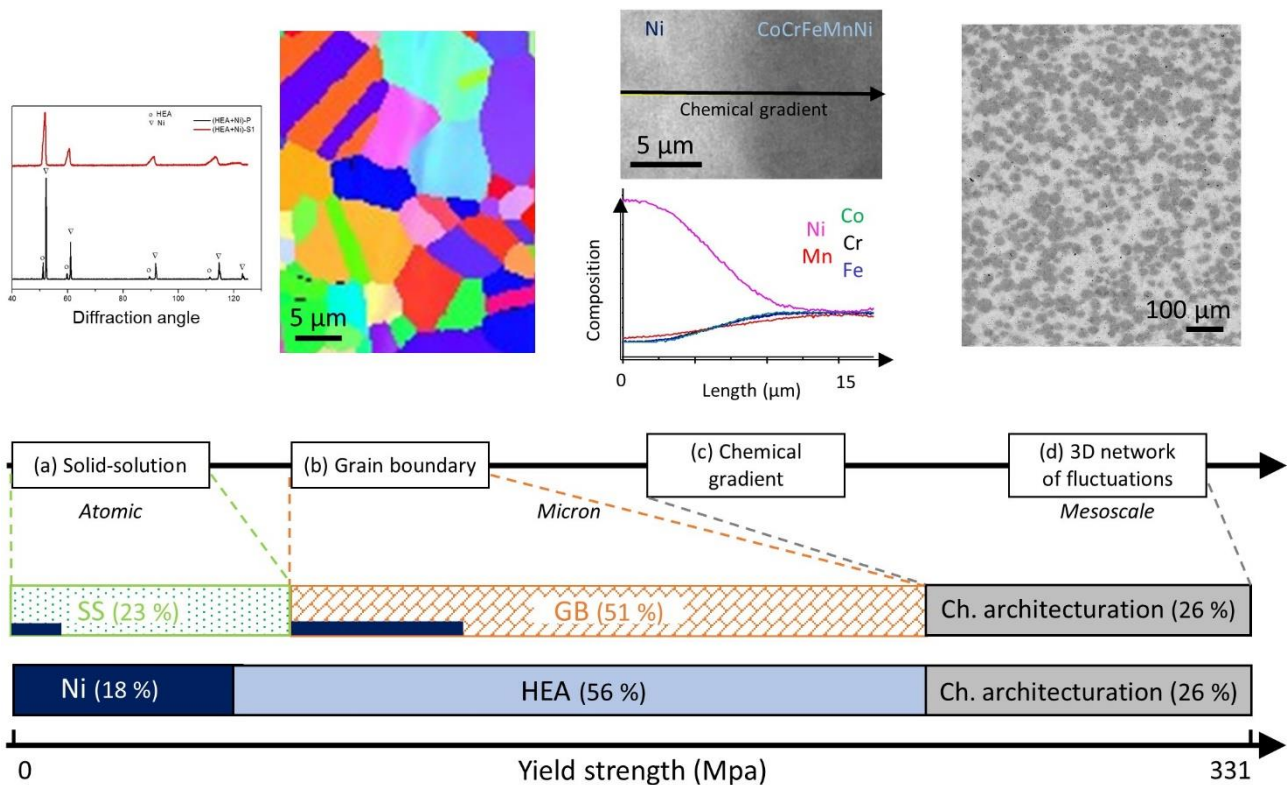 HEA
Ni
(HEA+Ni)-P
(HEA+Ni)-S1
40
60
80
100
120
Diffraction angle
5 µm
Ni
CoCrFeMnNi
Chemical gradient
5 µm
Composition
Ni
Mn
Co
Cr
Fe
0
15
Length (µm)
100 µm
(a) Solid-solution
(b) Grain boundary
(c) Chemical
gradient
(d) 3D network
of fluctuations
Atomic
Micron
Mesoscale
SS (23 %)
GB (51 %)
Ch. architecturation (26 %)
Ni (18 %)
HEA (56 %)
Ch. architecturation (26 %)
0
Yield strength (Mpa)
331